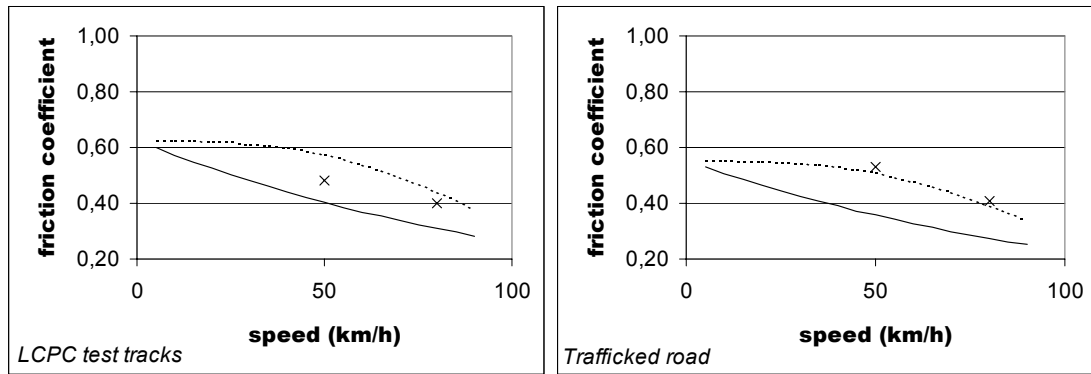 friction coefficient
1,00
0,80
0,60
0,40
0,20
0
50
100
speed (km/h)
LCPC test tracks
friction coefficient
1,00
0,80
0,60
0,40
0,20
0
50
100
speed (km/h)
Trafficked road